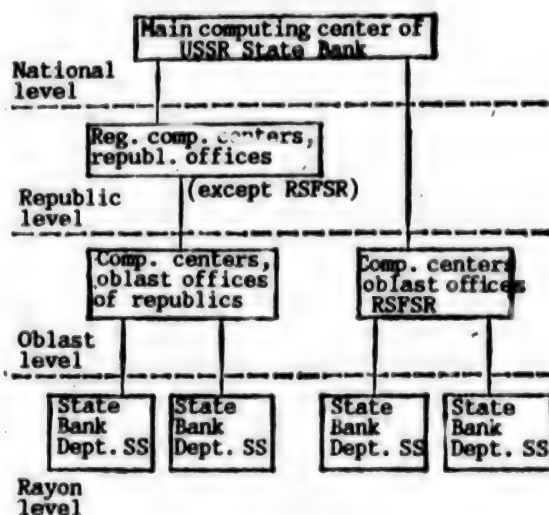 Main computing center of
USSR State Bank
National
level
Reg. comp. centers,
republ. offices
(except RSFSR)
Republic
level
Comp. centers,
oblast offices
of republics
Comp. centers
oblast offices
RSFSR
Oblast
level
State
Bank
Dept. SS
State
Bank
Dept. SS
State
Bank
Dept. SS
State
Bank
Dept. SS
Rayon
level